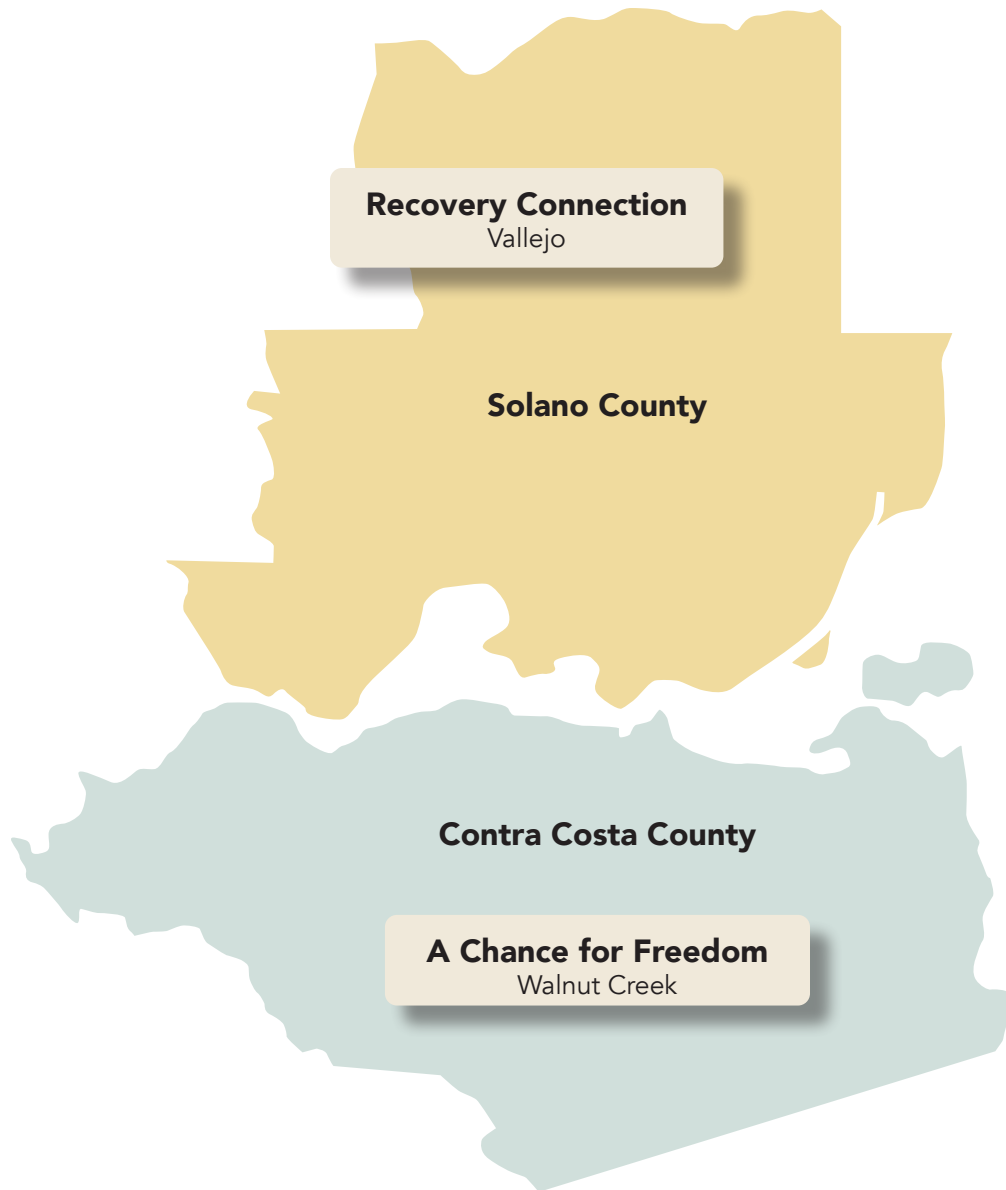 Recovery Connection
Vallejo
Solano County
Contra Costa County
A Chance for Freedom
Walnut Creek